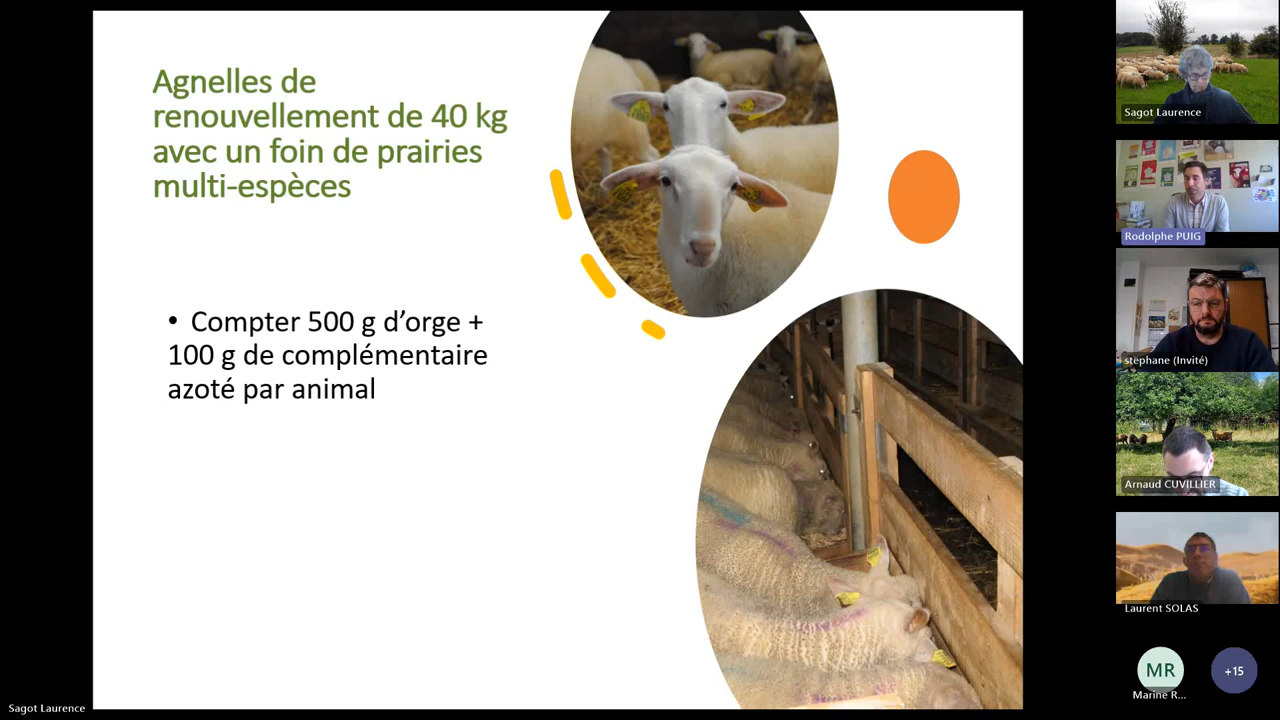 Agnelles de
renouvellement de 40 kg
avec un foin de prairies
multi-espèces
• Compter 500 g d’orge +
100 g de complémentaire
azoté par animal
Sagot Laurence
Rodolphe PUIG
stephane (Invité)
Arnaud CUVILLIER
Laurent SOLAS
MR
+15
Marine R...
Sagot Laurence